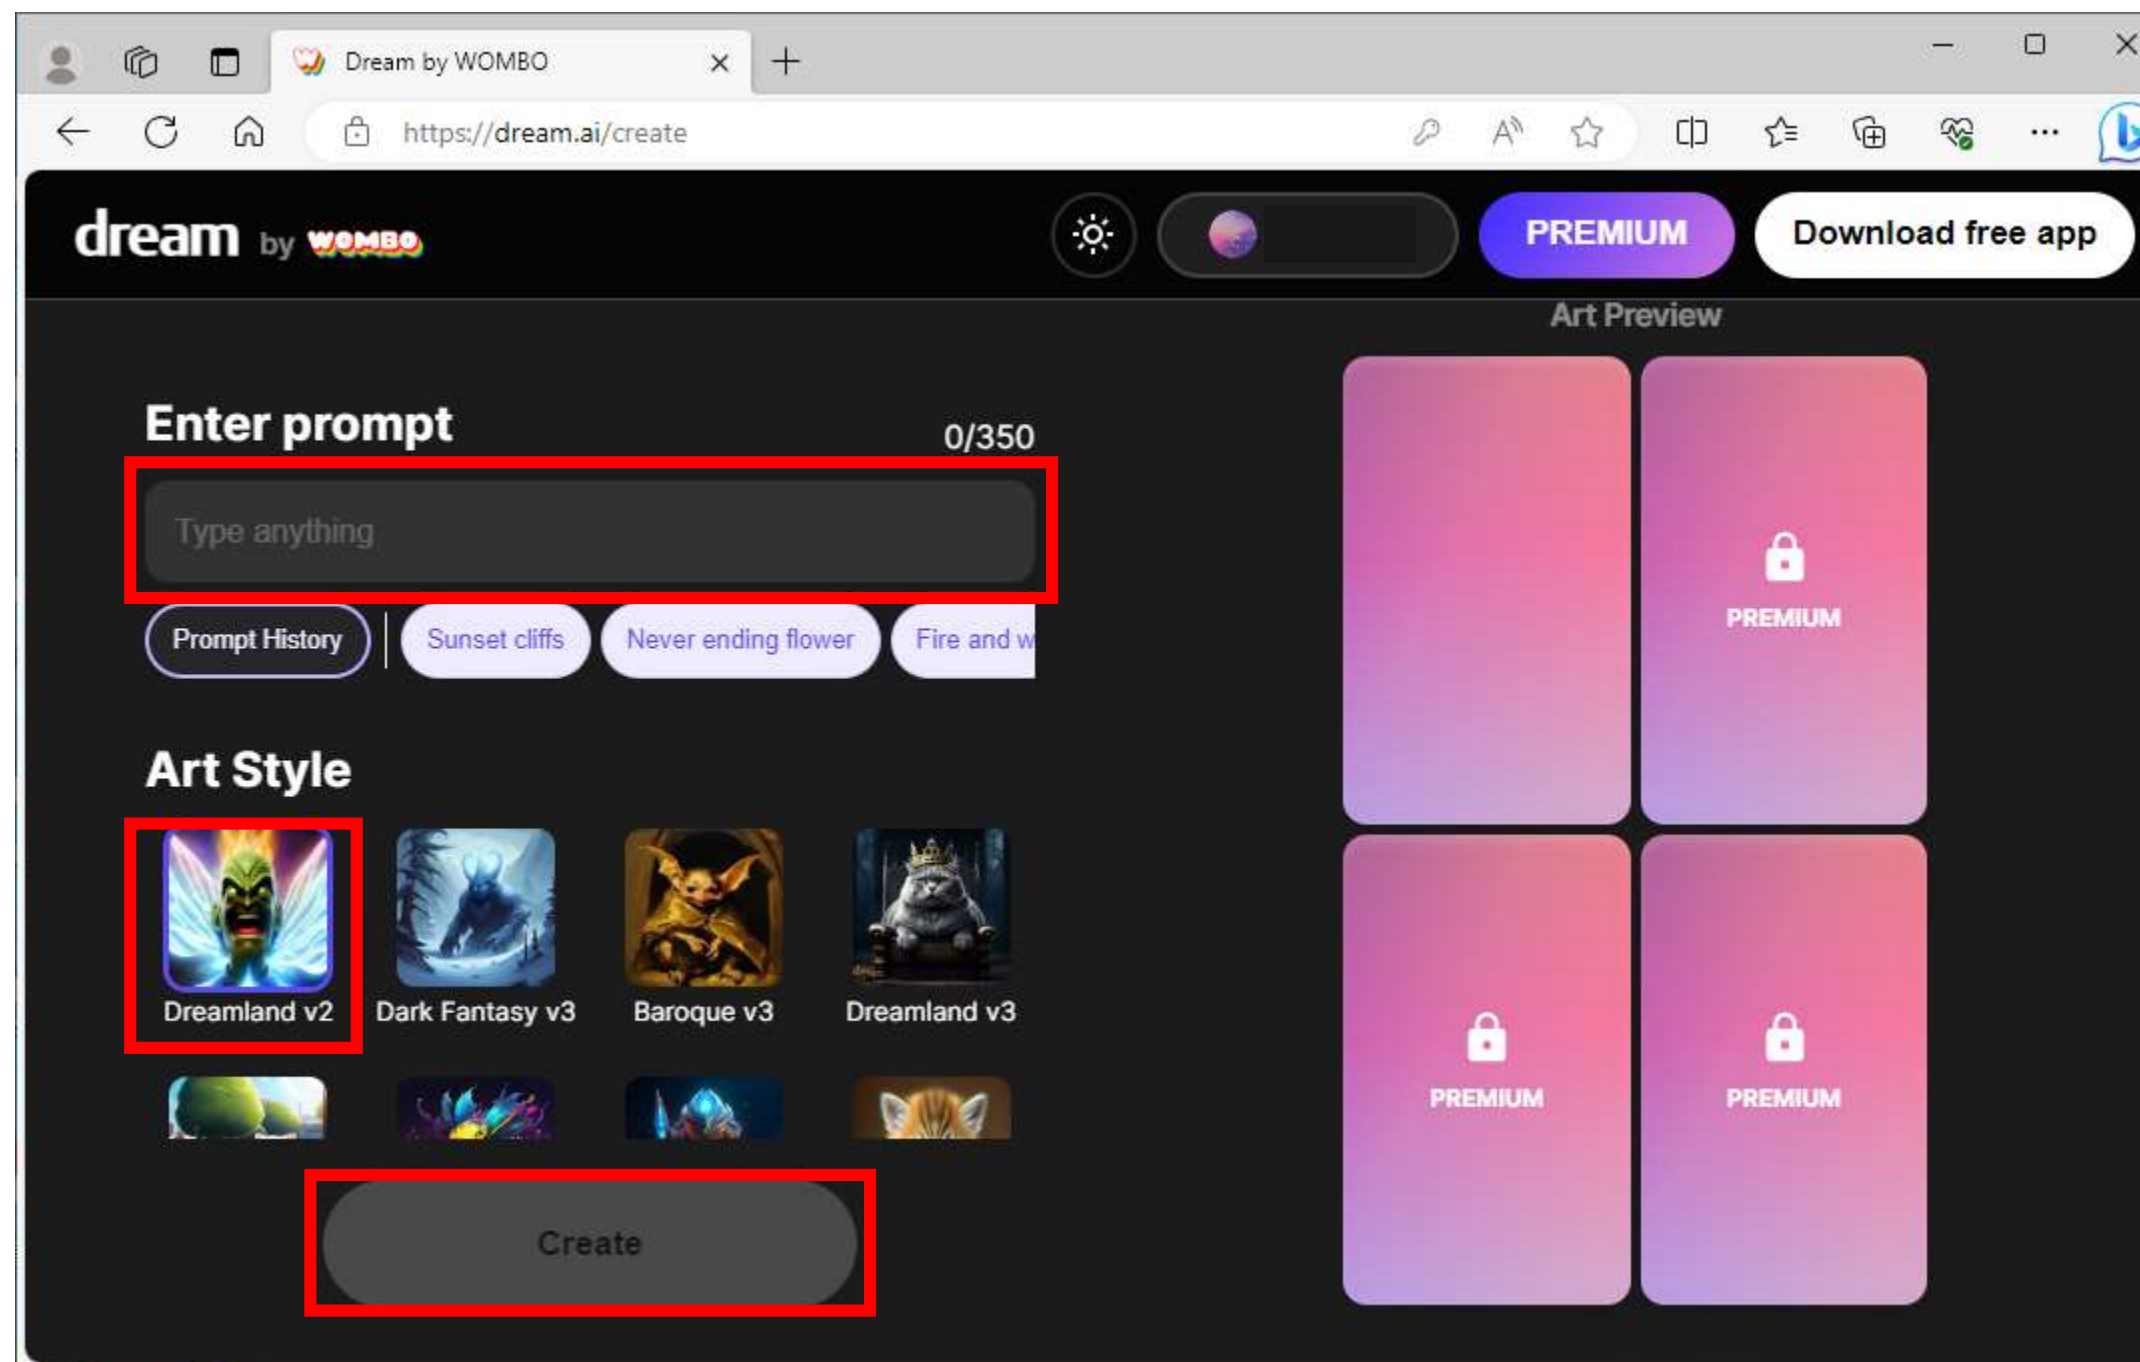 Dream by WOMBO
https://dream.ai/create
dream by WOMBO
PREMIUM
Download free app
Art Preview
Enter prompt
0/350
Type anything
Prompt History
Sunset cliffs
Never ending flower
Fire and w
PREMIUM
Art Style
Dreamland v2
Dark Fantasy v3
Baroque v3
Dreamland v3
PREMIUM
PREMIUM
Create